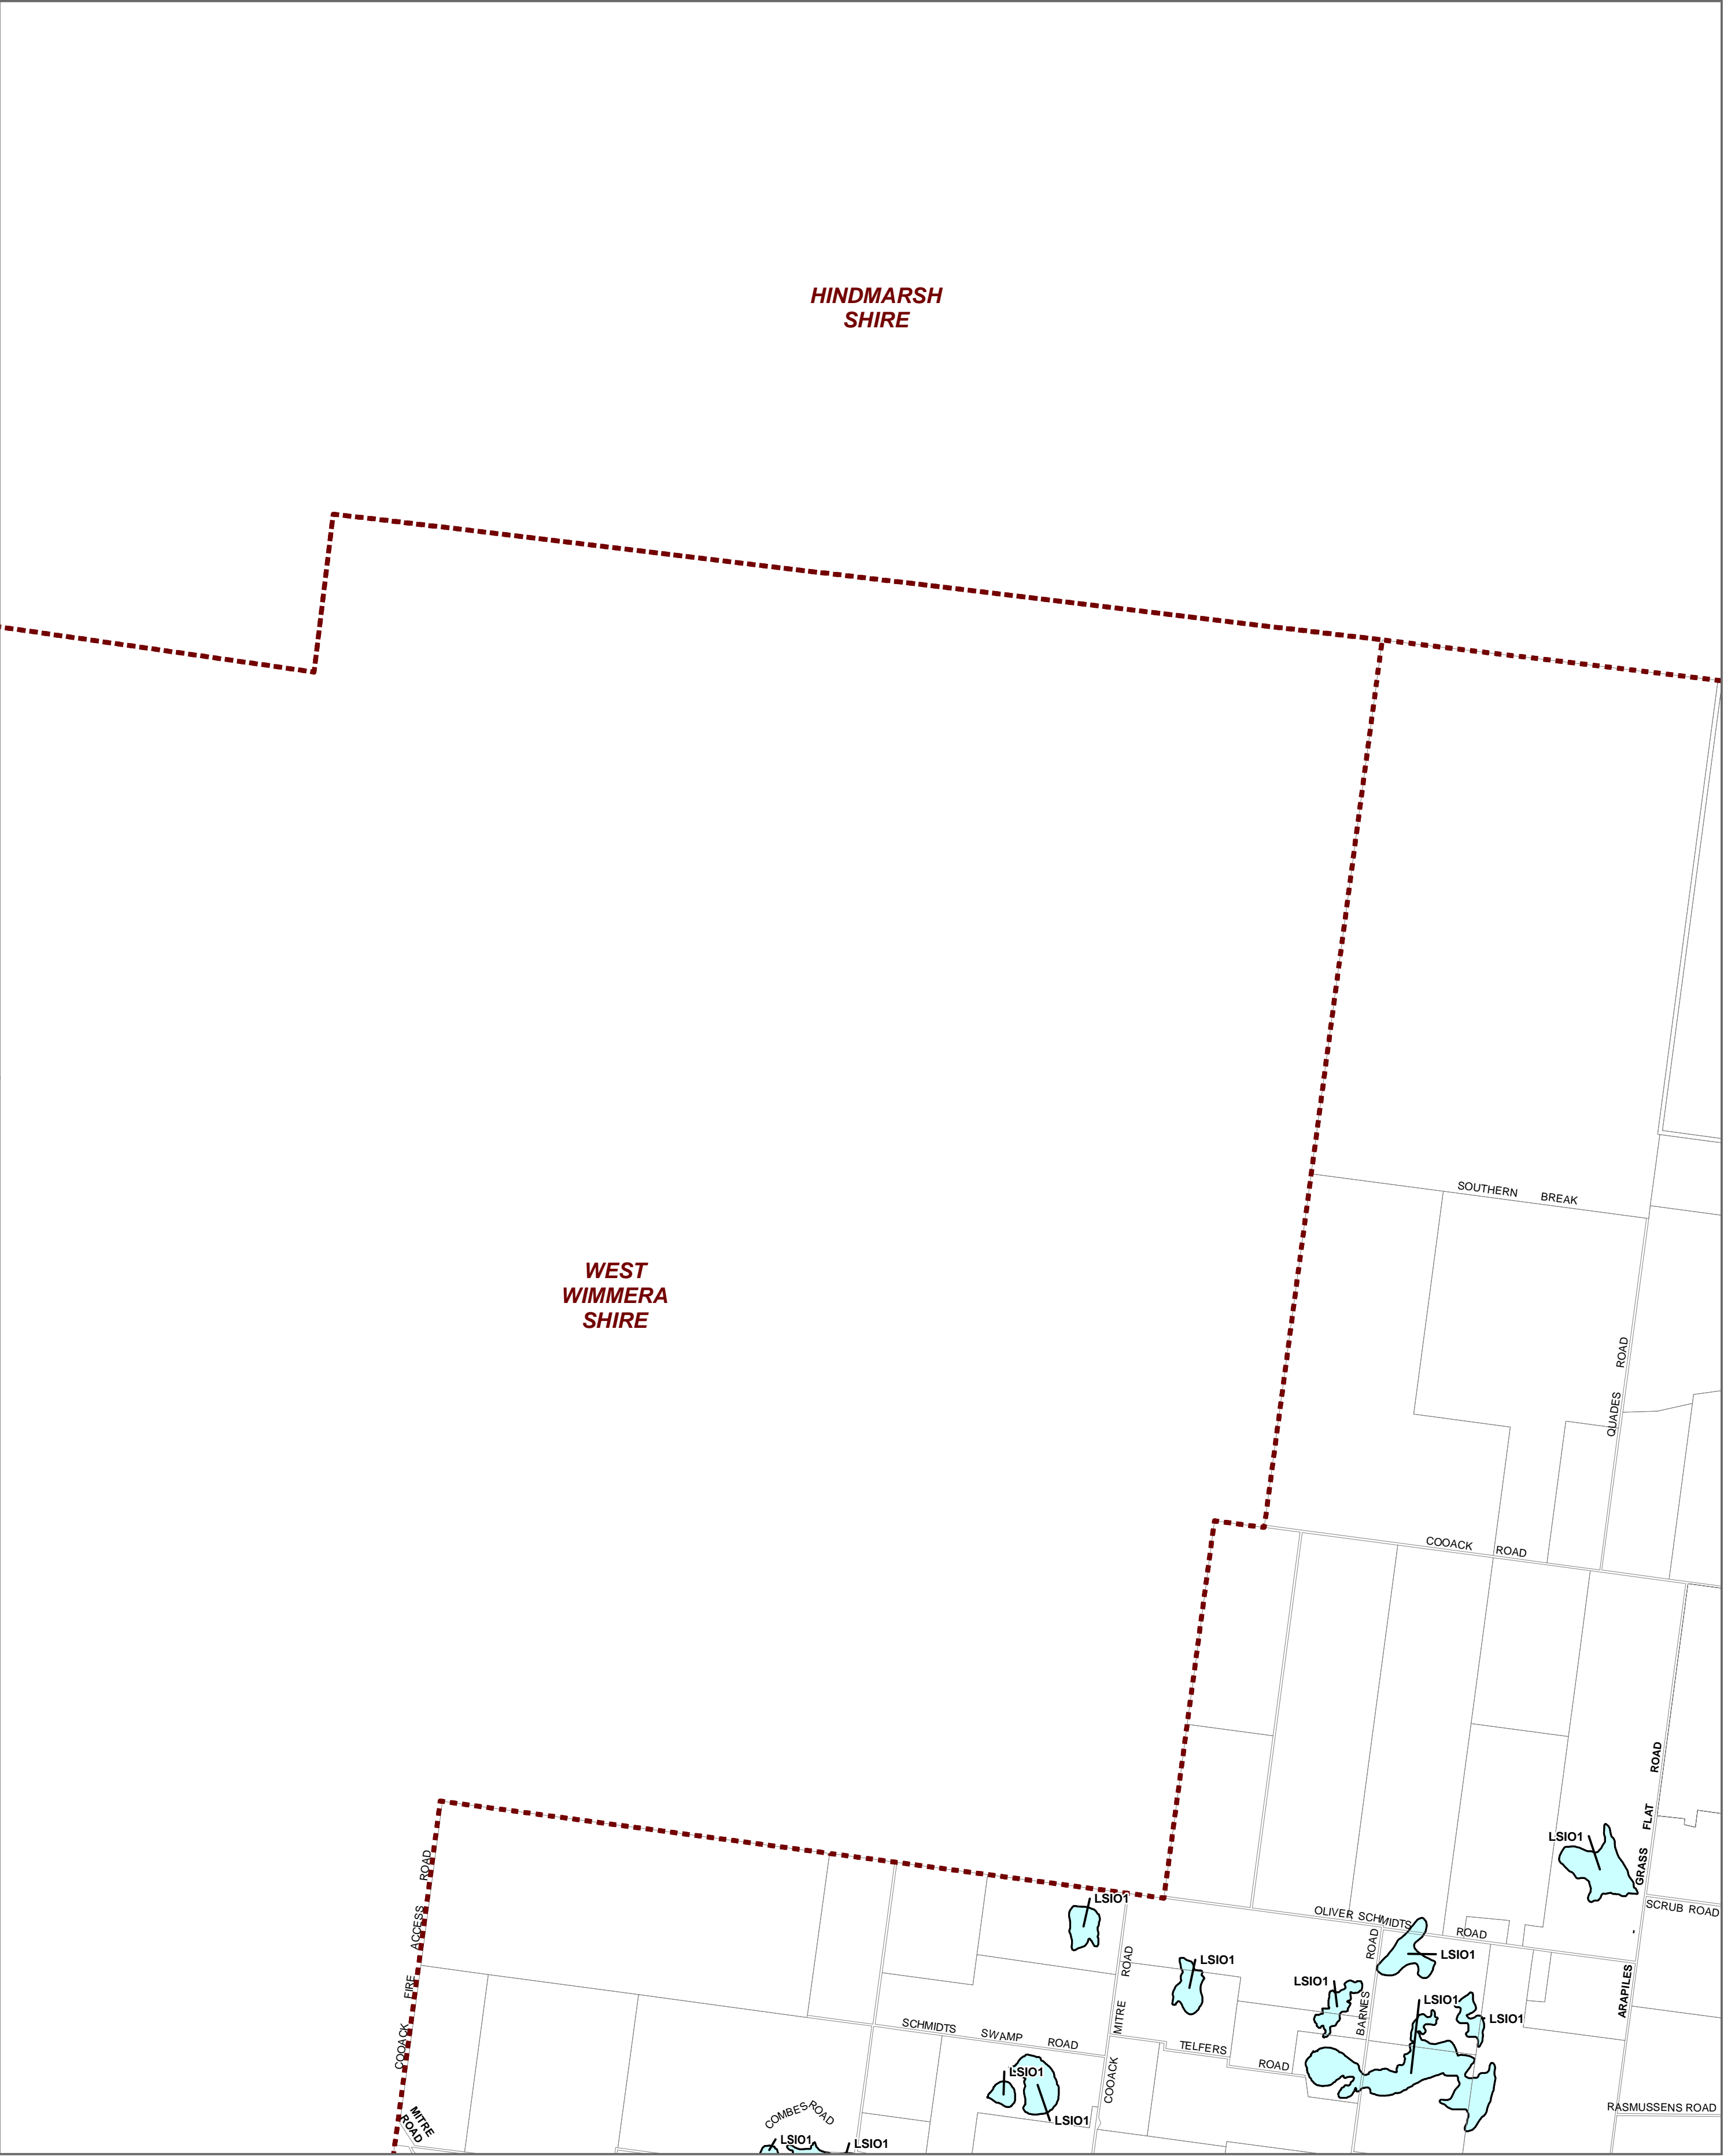 HINDMARSH
SHIRE
SOUTHERN BREAK
WEST
WIMMERA
SHIRE
QUADES ROAD
COOACK ROAD
GRASS FLAT ROAD
LSIO1
COOACK FIRE ACCESS ROAD
LSIO1
SCRUB ROAD
OLIVER SCHMIDTS ROAD
LSIO1
LSIO1
LSIO1
ARAPILES
LSIO1
LSIO1
BARNES ROAD
COOACK MITRE ROAD
SCHMIDTS SWAMP ROAD
TELFERS ROAD
LSIO1
LSIO1
RASMUSSENS ROAD
MITRE
ROAD
COMBES ROAD
LSIO1
LSIO1